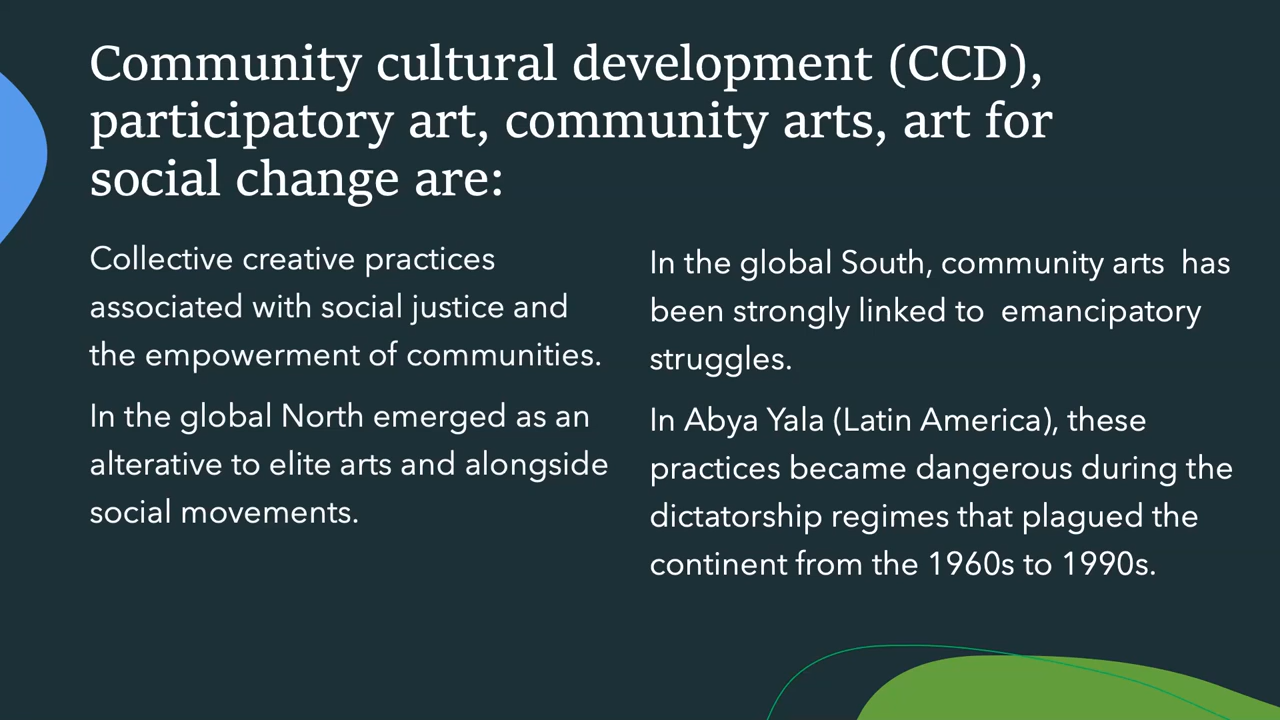 Community cultural development (CCD),
participatory art, community arts, art for
social change are:
Collective creative practices
associated with social justice and
the empowerment of communities.
In the global North emerged as an
alterative to elite arts and alongside
social movements.
In the global South, community arts  has
been strongly linked to  emancipatory
struggles.
In Abya Yala (Latin America), these
practices became dangerous during the
dictatorship regimes that plagued the
continent from the 1960s to 1990s.